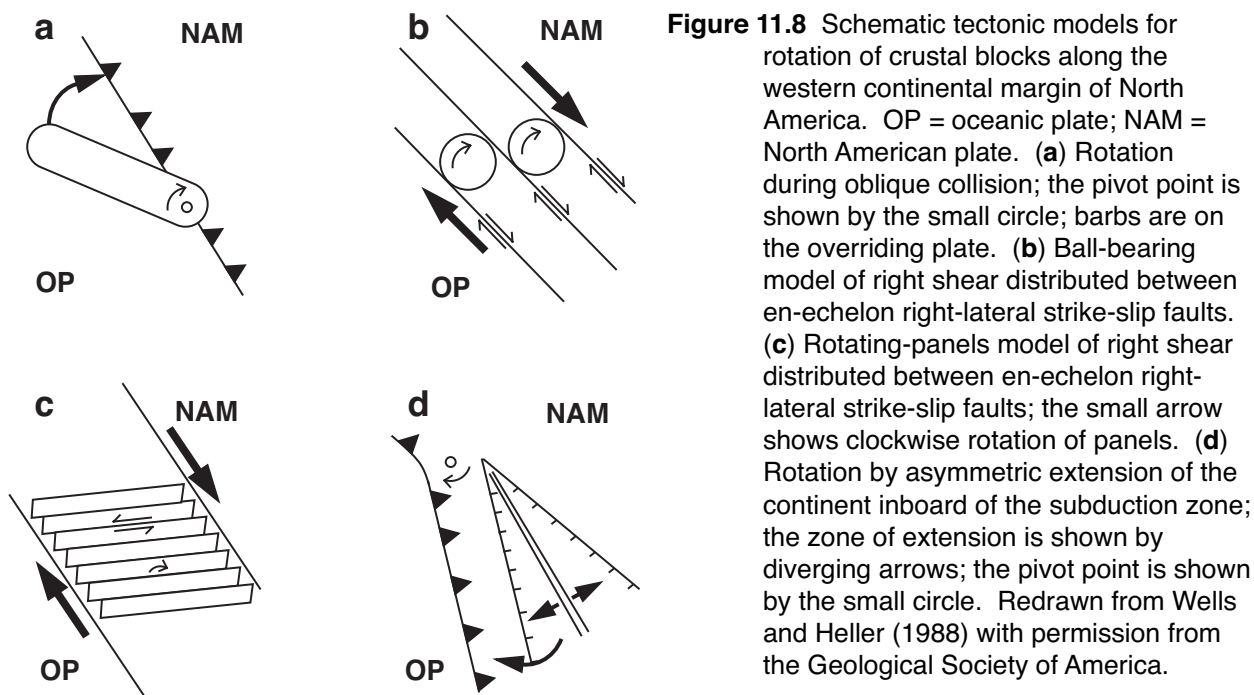 a
NAM
OP
b
NAM
OP
c
NAM
OP
d
NAM
OP
Figure 11.8 Schematic tectonic models for
rotation of crustal blocks along the
western continental margin of North
America. OP = oceanic plate; NAM =
North American plate. (a) Rotation
during oblique collision; the pivot point is
shown by the small circle; barbs are on
the overriding plate. (b) Ball-bearing
model of right shear distributed between
en-echelon right-lateral strike-slip faults.
(c) Rotating-panels model of right shear
distributed between en-echelon right-
lateral strike-slip faults; the small arrow
shows clockwise rotation of panels. (d)
Rotation by asymmetric extension of the
continent inboard of the subduction zone;
the zone of extension is shown by
diverging arrows; the pivot point is shown
by the small circle. Redrawn from Wells
and Heller (1988) with permission from
the Geological Society of America.